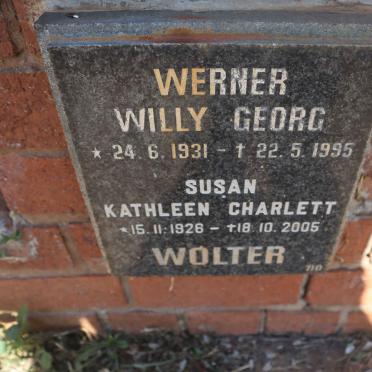 WERNER
WILLY GEORG
* 24.6.1931 - † 22.5.1995
SUSAN
KATHLEEN CHARLETT
*15.11.1926 - †18.10.2005
WOLTER
710